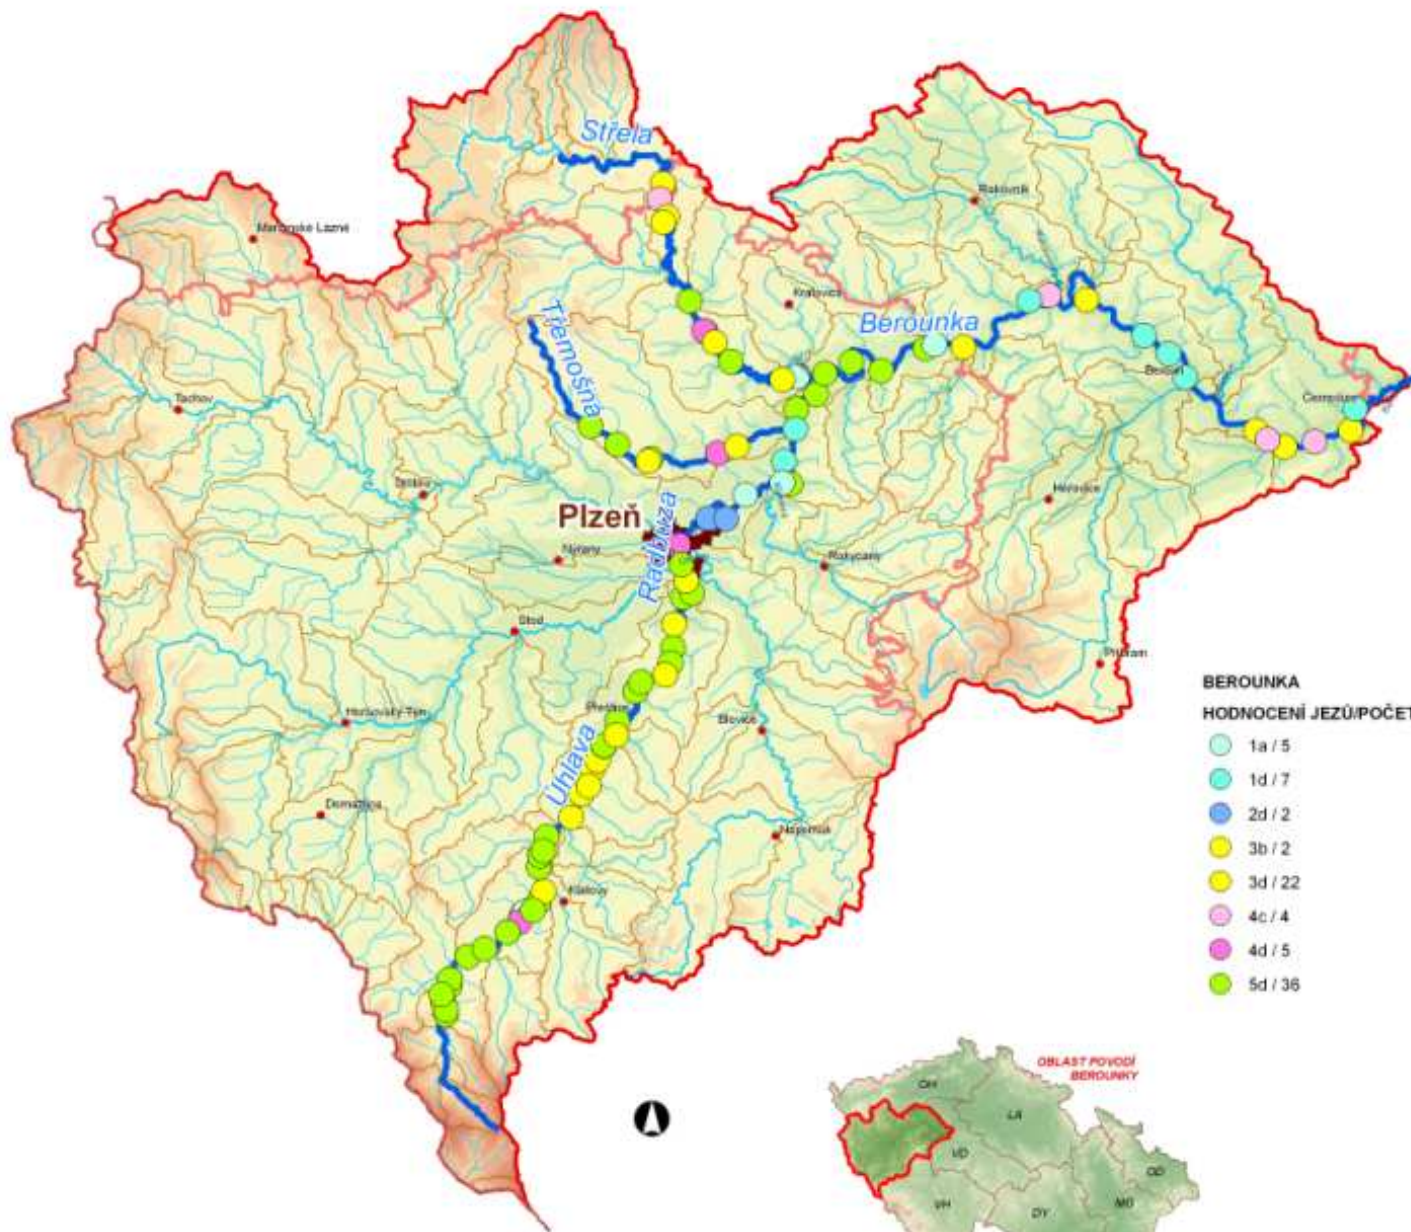 Střela
Rakovník
Mariánské Lázně
Kralovice
Třemošná
Berounka
Beroun
Černošice
Tachov
Stříbro
Hořovice
Plzeň
Radbuza
Nýřany
Rokycany
Stod
Příbram
BEROUNKA
HODNOCENÍ JEZŮ/POČET
Přeštice
Horšovský Týn
Blovice
1a / 5
Úhlava
1d / 7
2d / 2
Domažlice
Nepomuk
3b / 2
3d / 22
Klatovy
4c / 4
4d / 5
5d / 36
OBLAST POVODÍ
BEROUNKY
OH
LA
VD
OD
VH
DY
MO